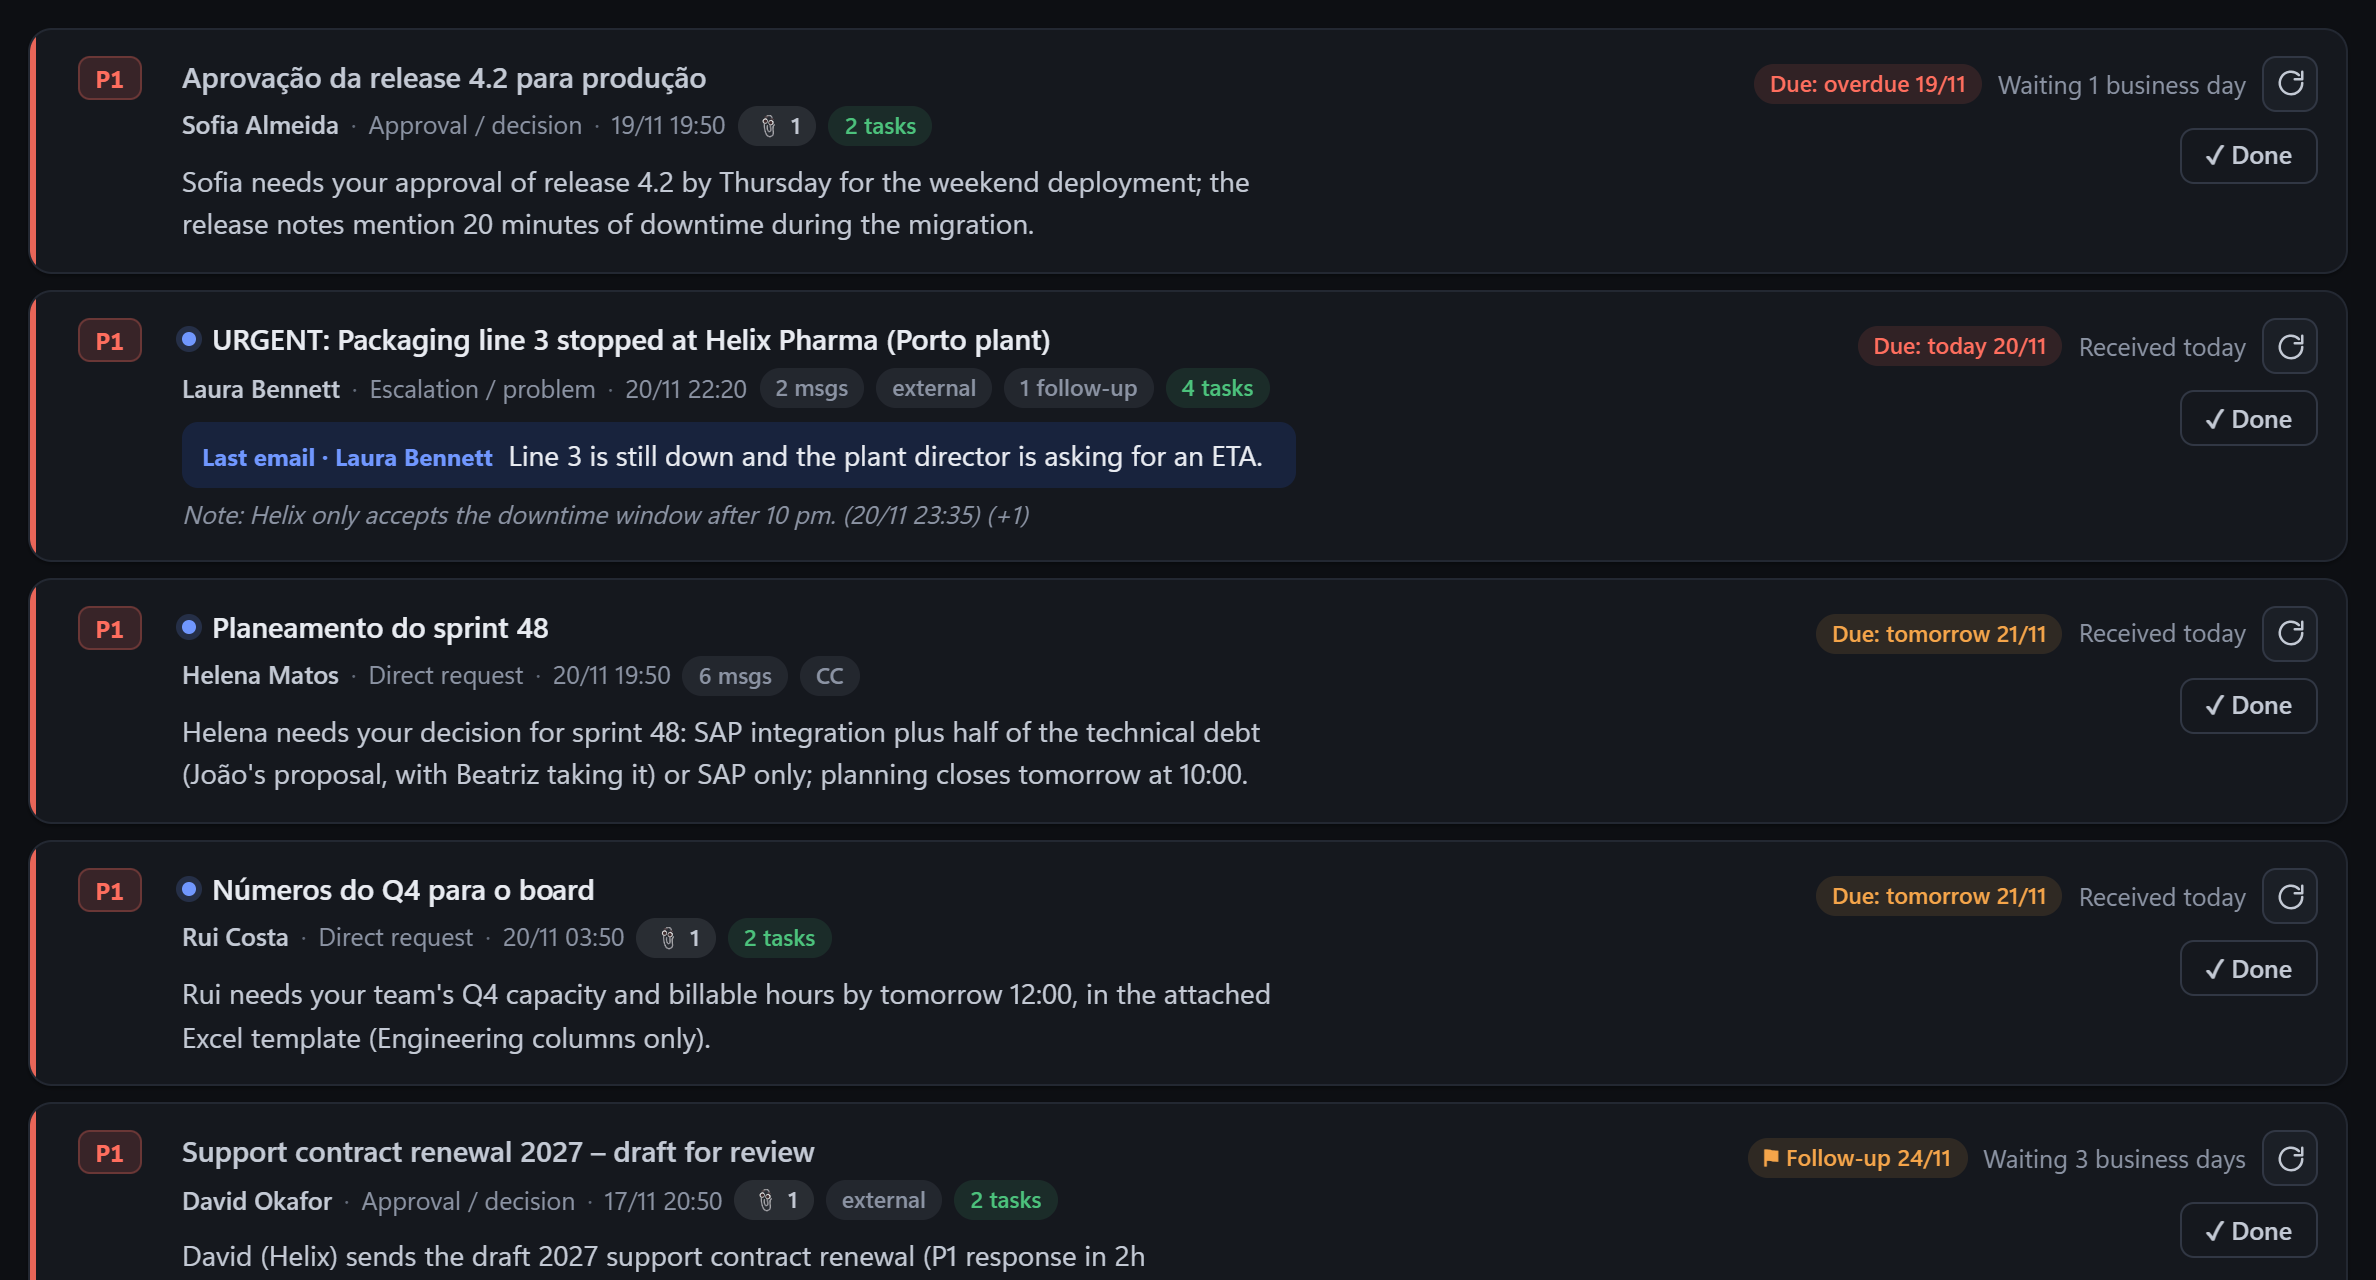 P1 Aprovação da release 4.2 para produção Due: overdue 19/11 Waiting 1 business day
Sofia Almeida · Approval / decision · 19/11 19:50 1 2 tasks
✓ Done
Sofia needs your approval of release 4.2 by Thursday for the weekend deployment; the
release notes mention 20 minutes of downtime during the migration.
P1 URGENT: Packaging line 3 stopped at Helix Pharma (Porto plant) Due: today 20/11 Received today
Laura Bennett · Escalation / problem · 20/11 22:20 2 msgs external 1 follow-up 4 tasks
✓ Done
Last email · Laura Bennett Line 3 is still down and the plant director is asking for an ETA.
Note: Helix only accepts the downtime window after 10 pm. (20/11 23:35) (+1)
P1 Planeamento do sprint 48 Due: tomorrow 21/11 Received today
Helena Matos · Direct request · 20/11 19:50 6 msgs CC
✓ Done
Helena needs your decision for sprint 48: SAP integration plus half of the technical debt
(João's proposal, with Beatriz taking it) or SAP only; planning closes tomorrow at 10:00.
P1 Números do Q4 para o board Due: tomorrow 21/11 Received today
Rui Costa · Direct request · 20/11 03:50 1 2 tasks
✓ Done
Rui needs your team's Q4 capacity and billable hours by tomorrow 12:00, in the attached
Excel template (Engineering columns only).
P1 Support contract renewal 2027 – draft for review Follow-up 24/11 Waiting 3 business days
David Okafor · Approval / decision · 17/11 20:50 1 external 2 tasks
✓ Done
David (Helix) sends the draft 2027 support contract renewal (P1 response in 2h